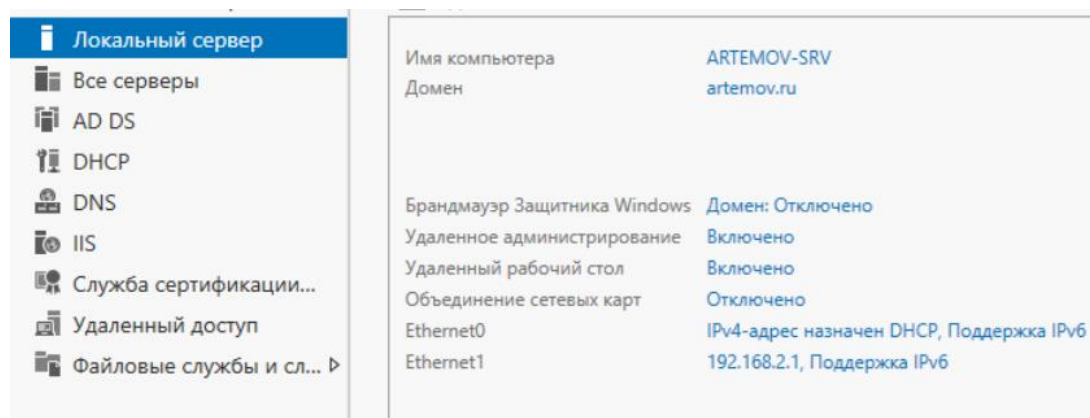 Локальный сервер
Все серверы
AD DS
DHCP
DNS
IIS
Служба сертификации...
Удаленный доступ
Файловые службы и сл...
Имя компьютера ARTEMOV-SRV
Домен artemov.ru
Брандмауэр Защитника Windows Домен: Отключено
Удаленное администрирование Включено
Удаленный рабочий стол Включено
Объединение сетевых карт Отключено
Ethernet0 IPv4-адрес назначен DHCP, Поддержка IPv6
Ethernet1 192.168.2.1, Поддержка IPv6